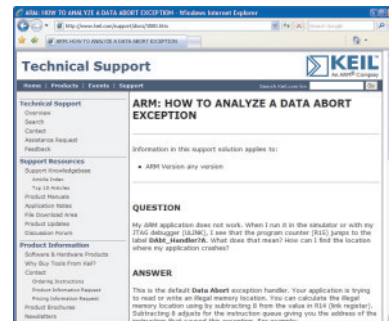 ARM: HOW TO ANALYZE A DATA ABORT EXCEPTION - Windows Internet Explorer
ARM: HOW TO ANALYZE A DATA ABORT EXCEPTION
Technical Support
KEIL
An ARM Company
Home | Products | Events | Support
Technical Support
Overview
Search
Contact
Assistance Request
Feedback
Support Resources
Support Knowledgebase
Article Index
Top 10 Articles
Product Manuals
Application Notes
File Download Area
Product Updates
Discussion Forum
Product Information
Software & Hardware Products
Why Buy Tools From Keil?
Contact
Ordering Instructions
Product Information Request
Pricing Information Request
Product Brochures
Newsletters
ARM: HOW TO ANALYZE A DATA ABORT
EXCEPTION
Information in this support solution applies to:
• ARM Version any version
QUESTION
My ARM application does not work. When I run it in the simulator or with my
JTAG debugger (ULINK), I see that the program counter (R15) jumps to the
label DAbt_Handler?A. What does that mean? How can I find the location
where my application crashes?
ANSWER
This is the default Data Abort exception handler. Your application is trying
to read or write an illegal memory location. You can calculate the illegal
memory location using by subtracting 8 from the value in R14 (link register).
Subtracting 8 adjusts for the instruction queue giving you the address of the